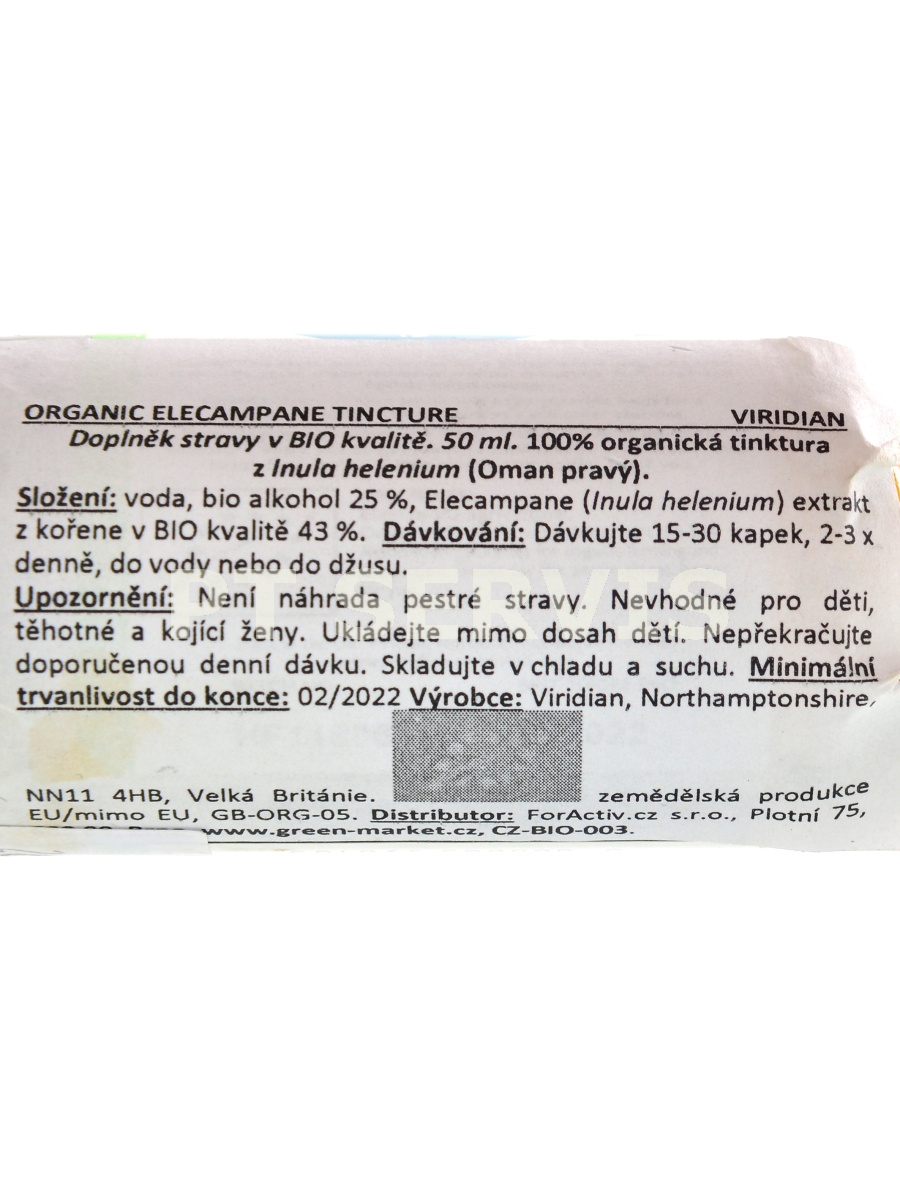 ORGANIC ELECAMPANE TINCTURE VIRIDIAN
Doplněk stravy v BIO kvalitě. 50 ml. 100% organická tinktura
z Inula helenium (Oman pravý).
Složení: voda, bio alkohol 25 %, Elecampane (Inula helenium) extrakt
z kořene v BIO kvalitě 43 %. Dávkování: Dávkujte 15-30 kapek, 2-3 x
denně, do vody nebo do džusu.
PT SERVIS
Upozornění: Není náhrada pestré stravy. Nevhodné pro děti,
těhotné a kojící ženy. Ukládejte mimo dosah dětí. Nepřekračujte
doporučenou denní dávku. Skladujte v chladu a suchu. Minimální
trvanlivost do konce: 02/2022 Výrobce: Viridian, Northamptonshire,
NN11 4HB, Velká Británie. zemědělská produkce
EU/mimo EU, GB-ORG-05. Distributor: ForActiv.cz s.r.o., Plotní 75,
www.green-market.cz, CZ-BIO-003.